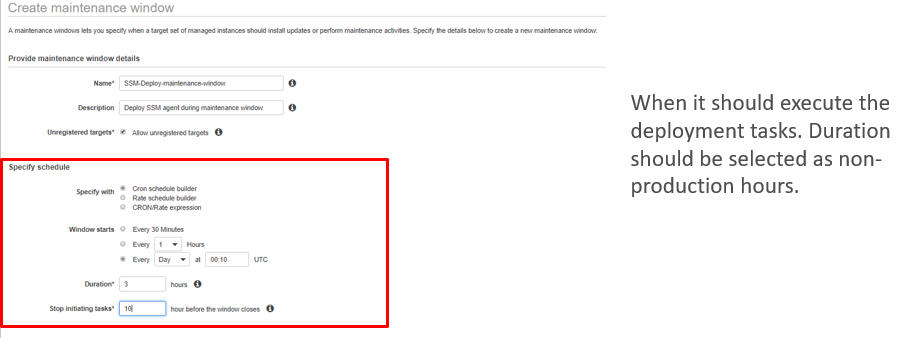 Create maintenance window
A maintenance windows lets you specify when a target set of managed instances should install updates or perform maintenance activities. Specify the details below to create a new maintenance window:
Provide maintenance window details
Name* SSM-Deploy-maintenance-window
Description Deploy SSM agent during maintenance window
Unregistered targets* Allow unregistered targets
Specify schedule
Specify with Cron schedule builder
Rate schedule builder
CRON/Rate expression
Window starts Every 30 Minutes
Every 1 Hours
Every Day at 00:10 UTC
Duration* 3 hours
Stop initiating tasks* 10 hour before the window closes
When it should execute the
deployment tasks. Duration
should be selected as non-
production hours.